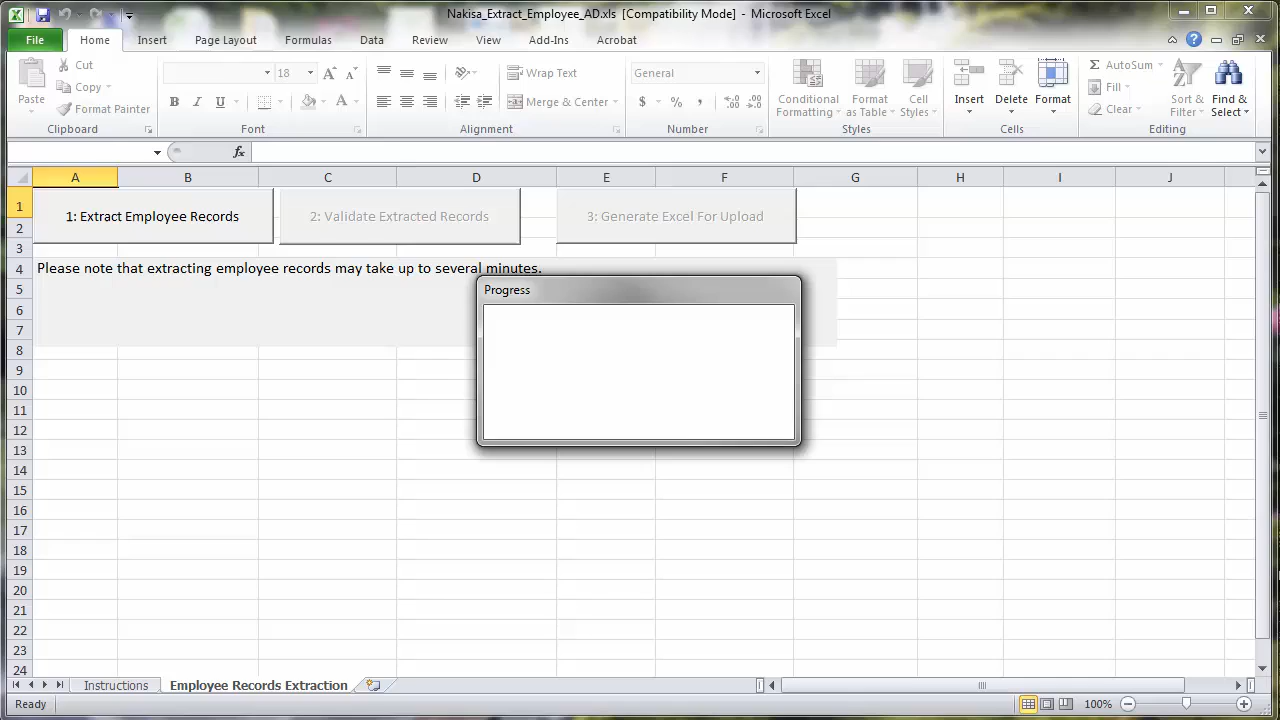 Nakisa_Extract_Employee_AD.xls [Compatibility Mode] - Microsoft Excel
File Home Insert Page Layout Formulas Data Review View Add-Ins Acrobat
Paste Cut Copy Format Painter
18
Wrap Text
Merge & Center
General
$ % ,
Conditional Formatting Format as Table Cell Styles
Insert Delete Format
Σ AutoSum Fill Clear
Sort & Filter Find & Select
Clipboard Font Alignment Number Styles Cells Editing
fx
A B C D E F G H I J
1: Extract Employee Records 2: Validate Extracted Records 3: Generate Excel For Upload
Please note that extracting employee records may take up to several minutes.
Progress
1
2
3
4
5
6
7
8
9
10
11
12
13
14
15
16
17
18
19
20
21
22
23
24
Instructions Employee Records Extraction
Ready 100%